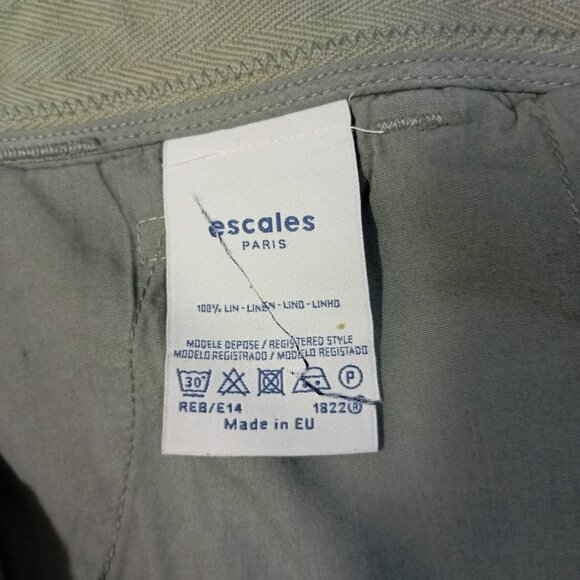 escales
PARIS
100% LIN - LINEN - LINO - LINHO
MODELE DEPOSE / REGISTERED STYLE
MODELO REGISTRADO / MODELO REGISTADO
30° P
REB/E14 1822®
Made in EU